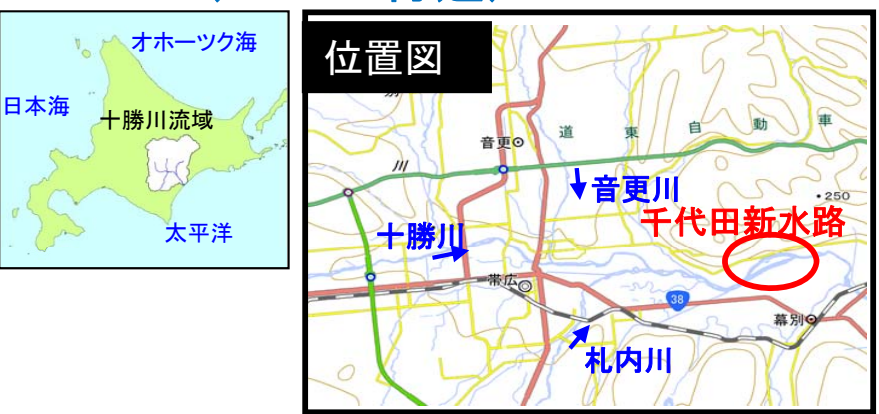 オホーツク海
日本海
十勝川流域
太平洋
位置図
音更
道東自動車
川
音更川
・250
千代田新水路
十勝川
帯広
38
幕別
札内川